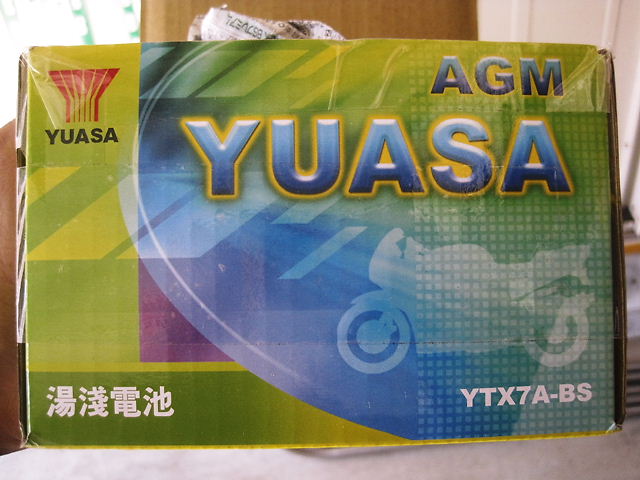 AGM
YUASA
YUASA
湯淺電池
YTX7A-BS